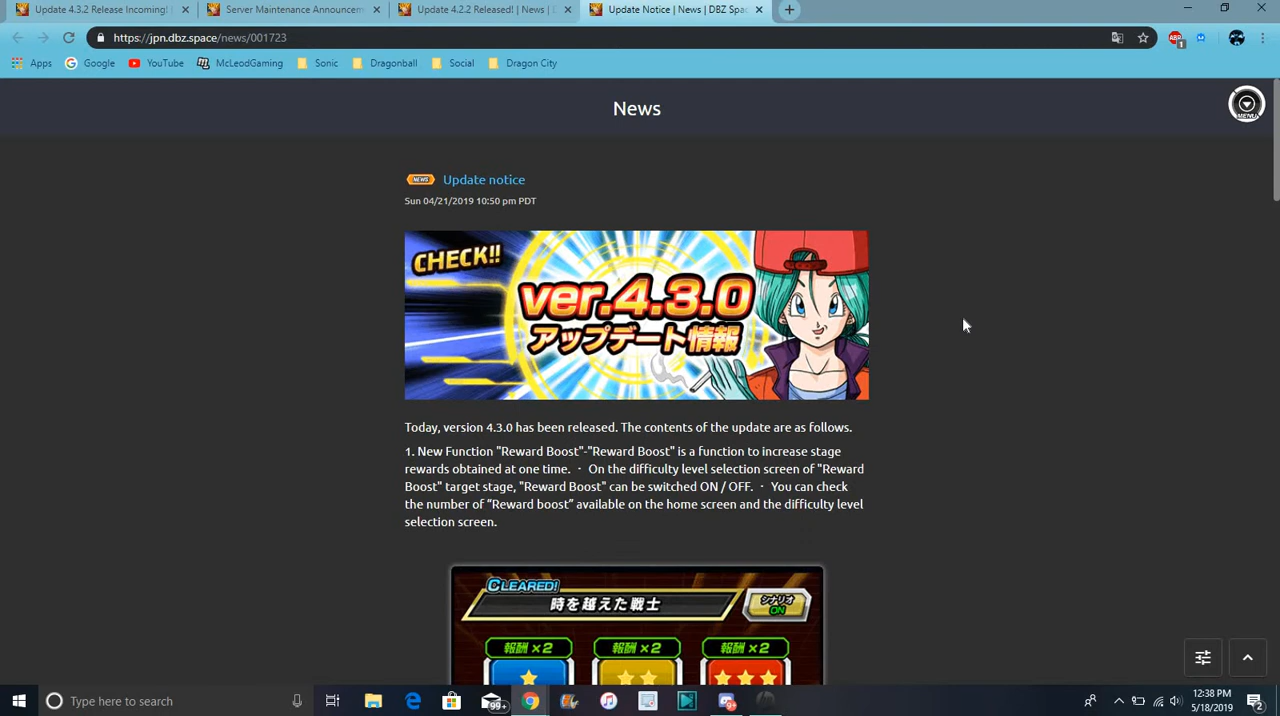 Update 4.3.2 Release Incoming!
Server Maintenance Announcem
Update 4.2.2 Released! | News | D
Update Notice | News | DBZ Spac
https://jpn.dbz.space/news/001723
ABP
1
Apps
Google
YouTube
McLeodGaming
Sonic
Dragonball
Social
Dragon City
News
MENU
NEWS
Update notice
Sun 04/21/2019 10:50 pm PDT
CHECK!!
ver.4.3.0
アップデート情報
Today, version 4.3.0 has been released. The contents of the update are as follows.
1. New Function "Reward Boost"-"Reward Boost" is a function to increase stage
rewards obtained at one time. ・ On the difficulty level selection screen of "Reward
Boost" target stage, "Reward Boost" can be switched ON / OFF. ・ You can check
the number of “Reward boost” available on the home screen and the difficulty level
selection screen.
CLEARED!
時を越えた戦士
シナリオ
ON
報酬×2
報酬×2
報酬×2
Type here to search
99+
12:38 PM
5/18/2019
2